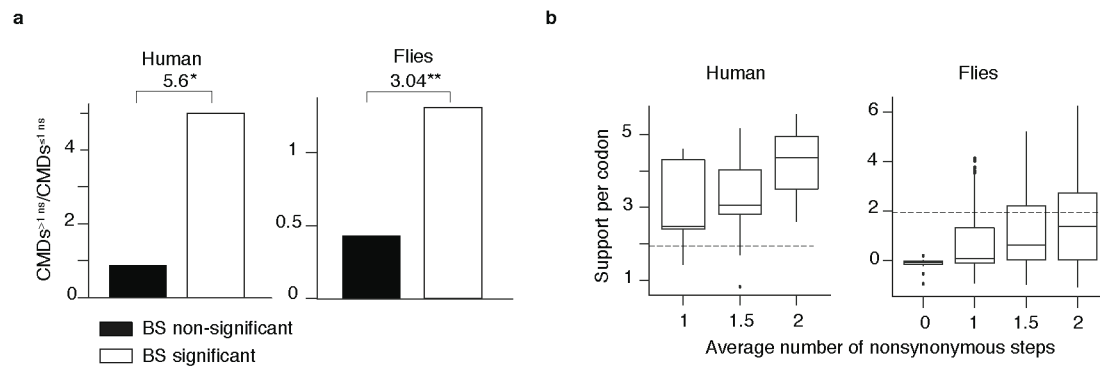 a
Human
5.6*
Flies
3.04**
CMDs>1 ns/CMDs≤1 ns
4
2
0
1
0.5
0
BS non-significant
BS significant
b
Human
Flies
Support per codon
5
3
1
6
4
2
0
1
1.5
2
0
1
1.5
2
Average number of nonsynonymous steps